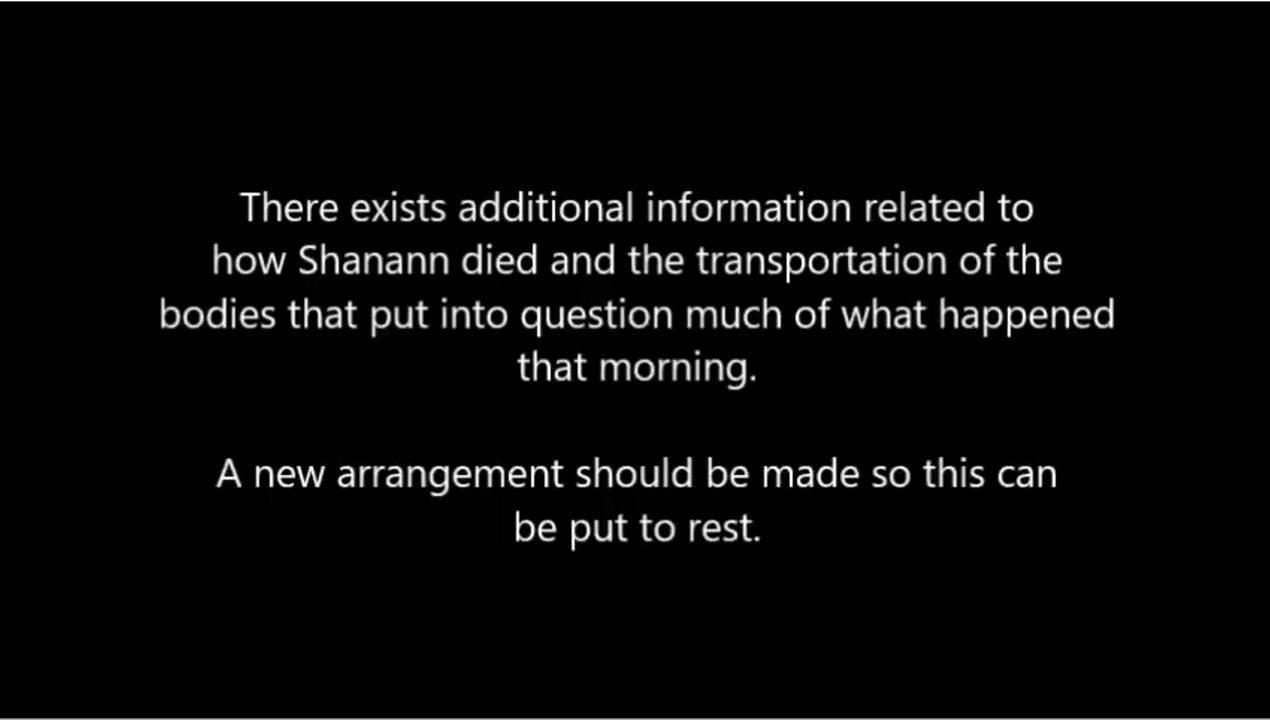 There exists additional information related to
how Shanann died and the transportation of the
bodies that put into question much of what happened
that morning.
A new arrangement should be made so this can
be put to rest.